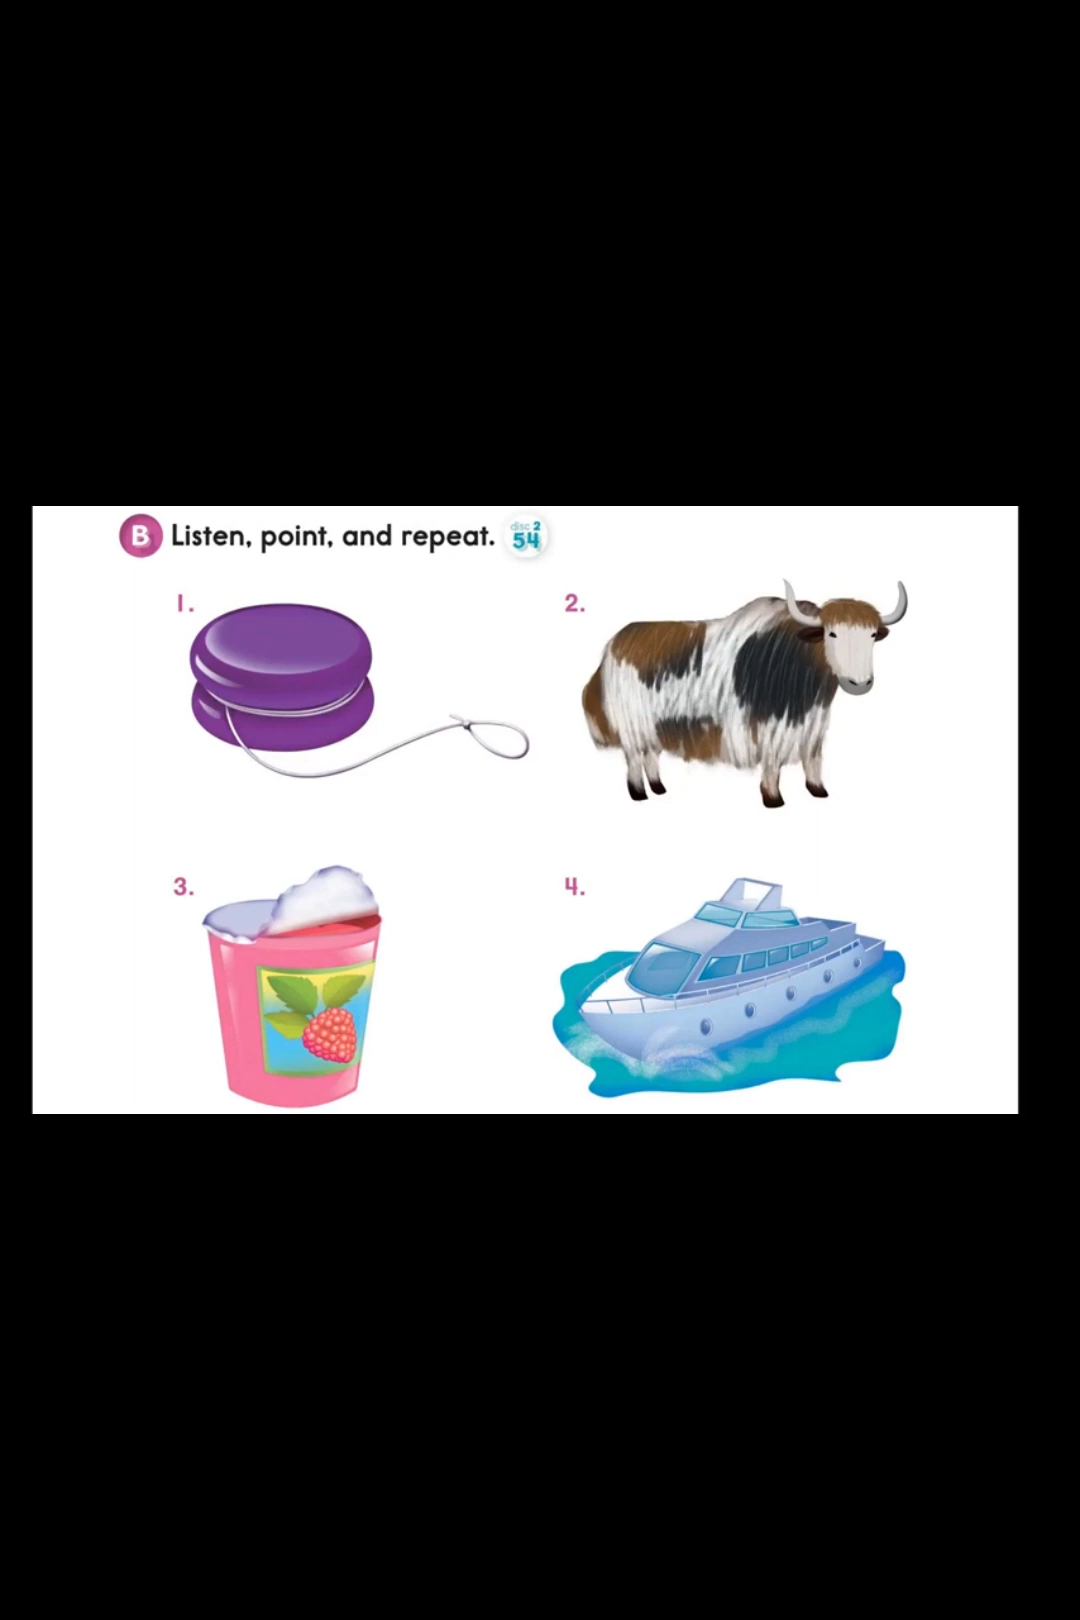 B Listen, point, and repeat. disc 2 54
1.
2.
3.
4.